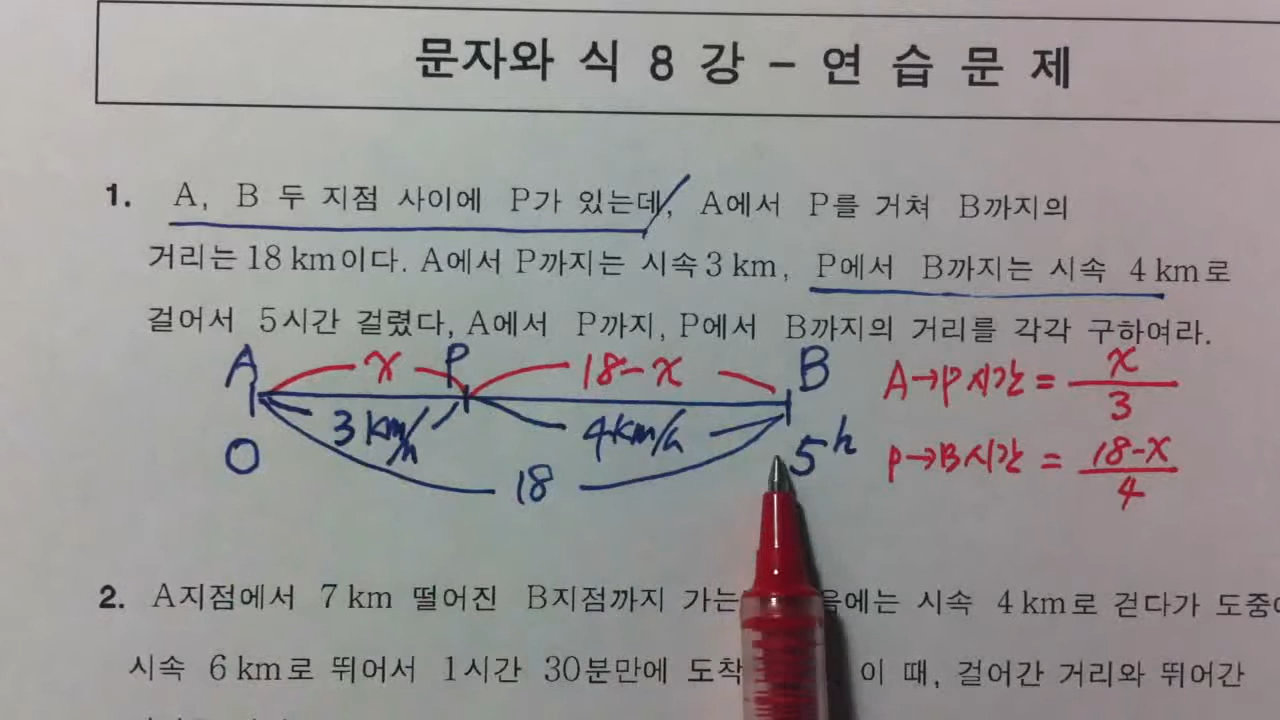 문자와 식 8 강 - 연 습 문 제
1. A, B 두 지점 사이에 P가 있는데, A에서 P를 거쳐 B까지의
거리는 18 km이다. A에서 P까지는 시속 3 km, P에서 B까지는 시속 4 km로
걸어서 5시간 걸렸다, A에서 P까지, P에서 B까지의 거리를 각각 구하여라.
A x P 18-x B
3 km/h 4 km/h
O 18 5h
A→P 시간 = x/3
P→B 시간 = 18-x/4
2. A지점에서 7 km 떨어진 B지점까지 가는 에는 시속 4 km로 걷다가
시속 6 km로 뛰어서 1시간 30분만에 이 때, 걸어간 거리와 뛰어간